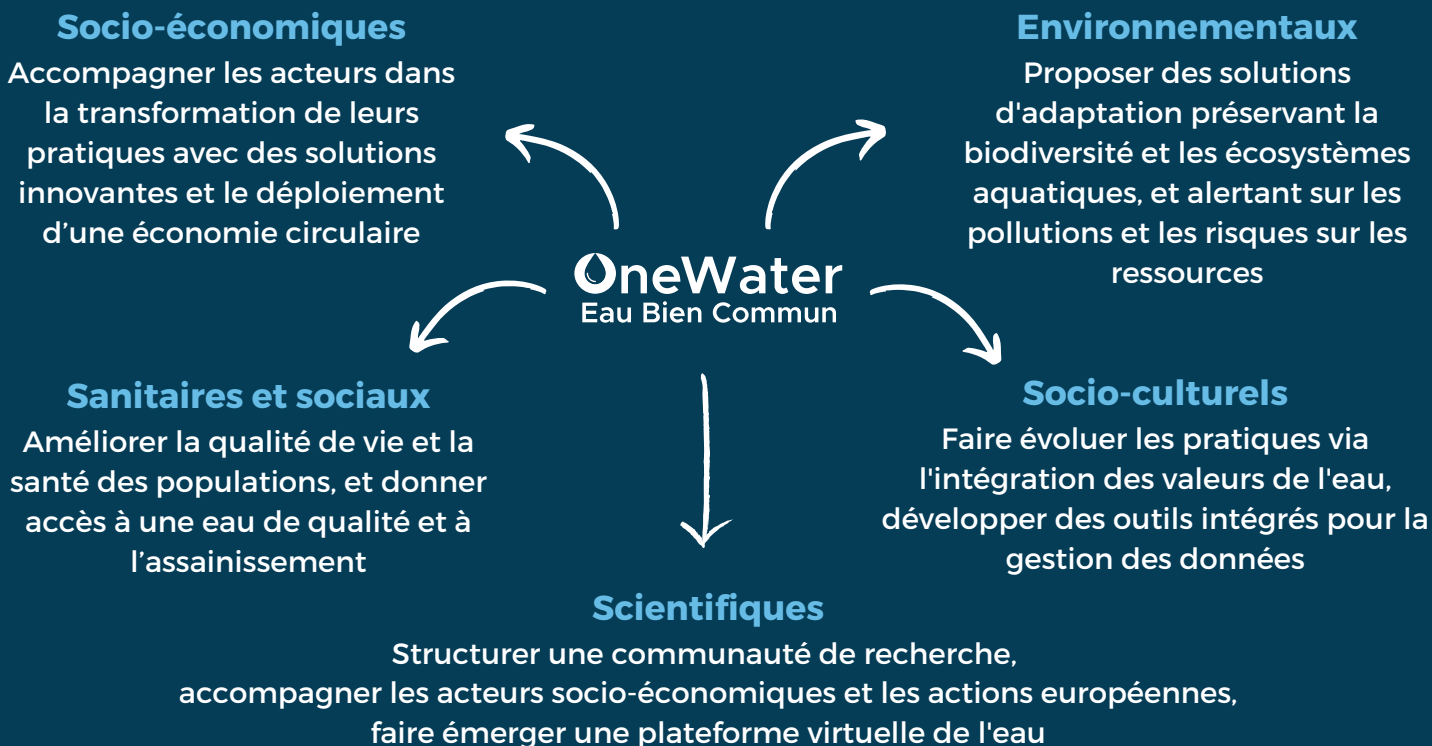 Socio-économiques
Accompagner les acteurs dans
la transformation de leurs
pratiques avec des solutions
innovantes et le déploiement
d’une économie circulaire
Environnementaux
Proposer des solutions
d'adaptation préservant la
biodiversité et les écosystèmes
aquatiques, et alertant sur les
pollutions et les risques sur les
ressources
OneWater
Eau Bien Commun
Sanitaires et sociaux
Améliorer la qualité de vie et la
santé des populations, et donner
accès à une eau de qualité et à
l’assainissement
Socio-culturels
Faire évoluer les pratiques via
l'intégration des valeurs de l'eau,
développer des outils intégrés pour la
gestion des données
Scientifiques
Structurer une communauté de recherche,
accompagner les acteurs socio-économiques et les actions européennes,
faire émerger une plateforme virtuelle de l'eau